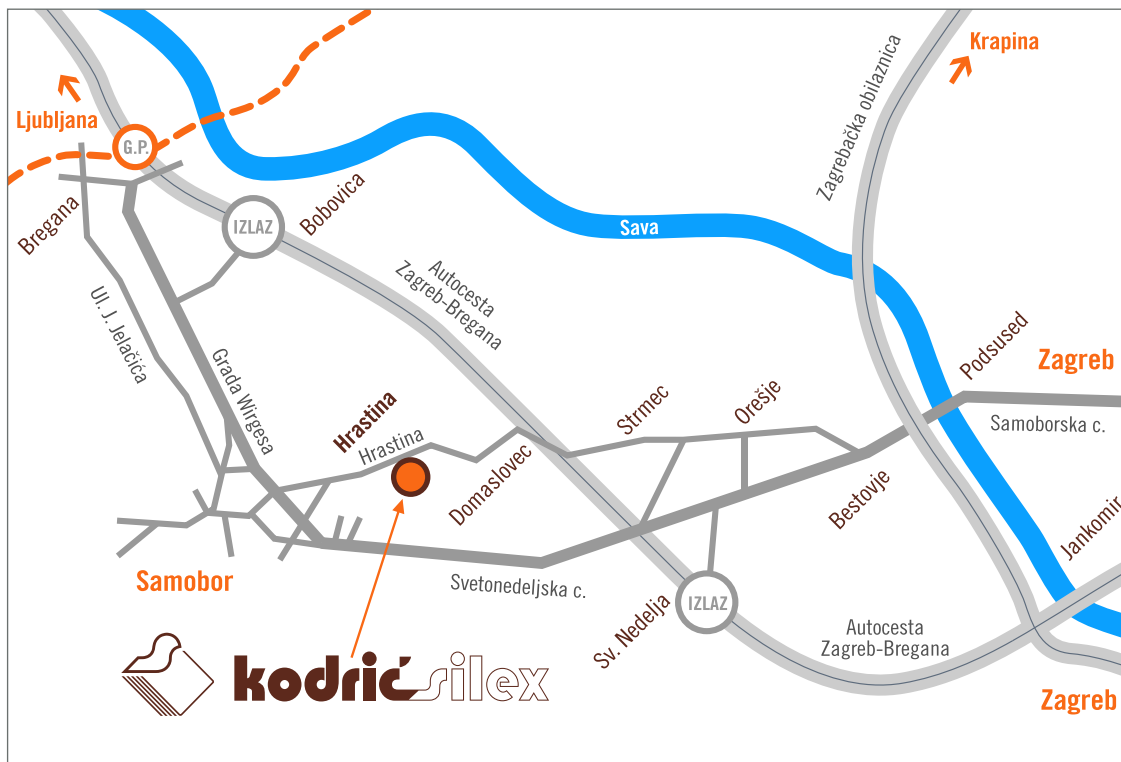 Krapina
Ljubljana
G.P.
Zagrebačka obilaznica
Bregana
IZLAZ
Bobovica
Sava
Autocesta
Zagreb-Bregana
Ul. J. Jelačića
Grada Wirgesa
Podsused
Zagreb
Samoborska c.
Hrastina
Hrastina
Domaslovec
Strmec
Orešje
Bestovje
Jankomir
Samobor
Svetonedeljska c.
Sv. Nedelja
IZLAZ
Autocesta
Zagreb-Bregana
kodrić silex
Zagreb